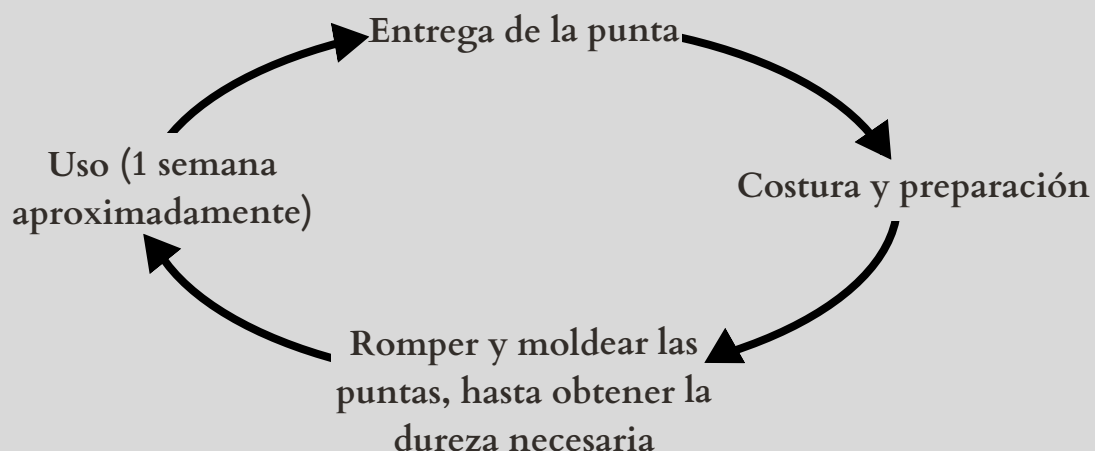 Entrega de la punta
Costura y preparación
Romper y moldear las
puntas, hasta obtener la
dureza necesaria
Uso (1 semana
aproximadamente)